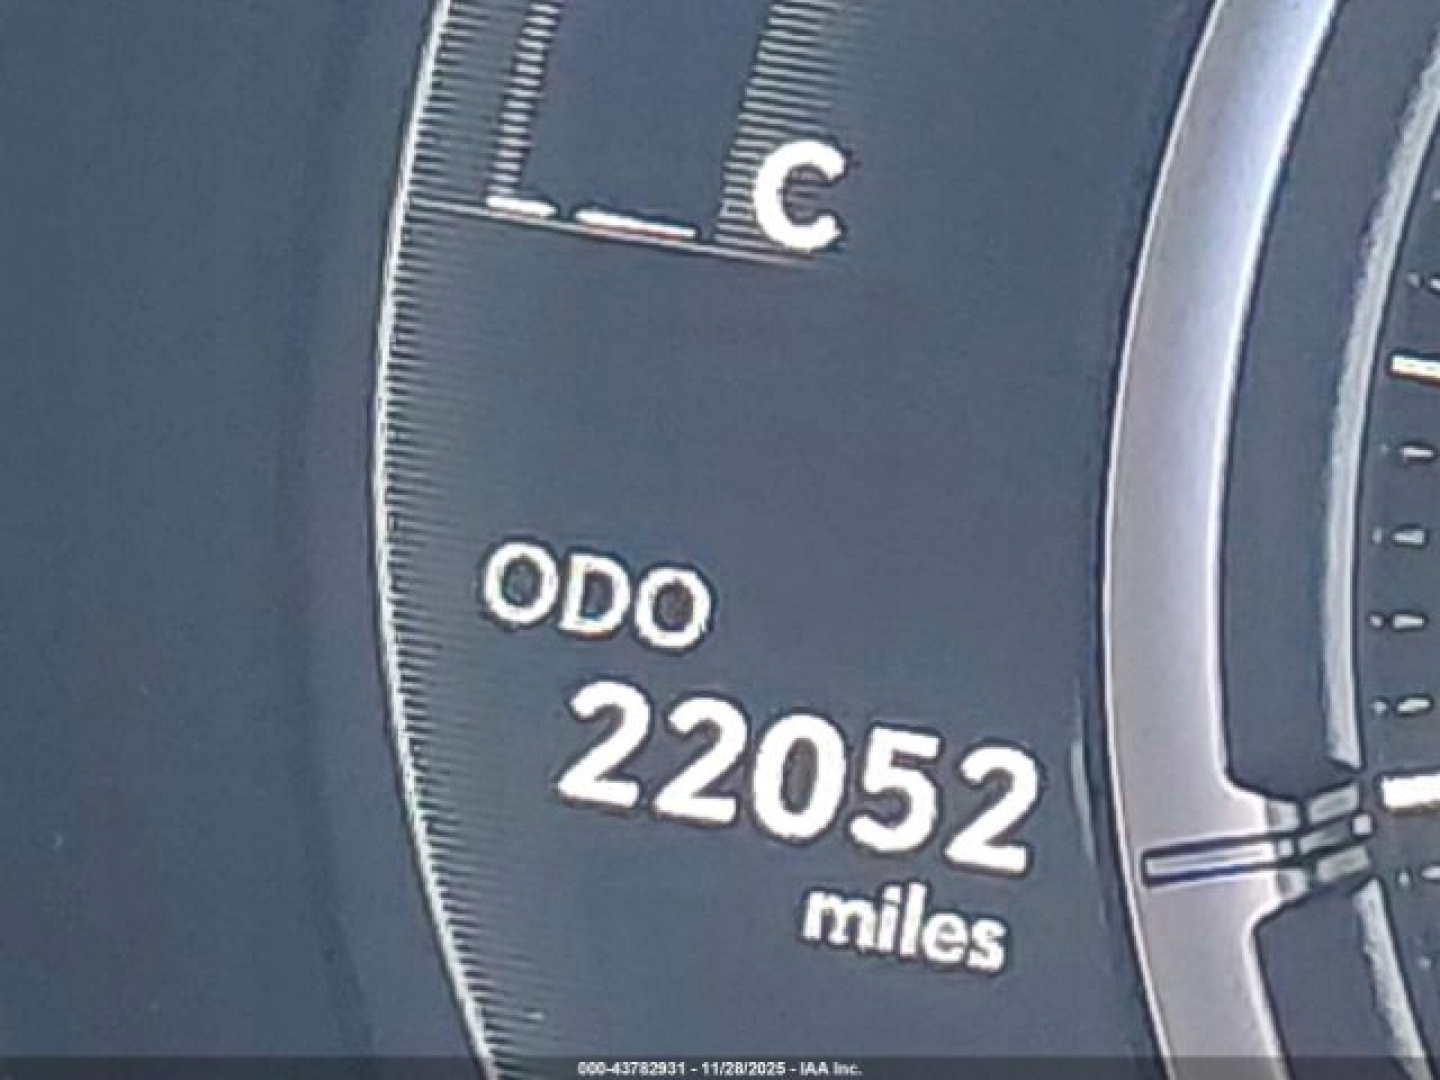 C
ODO
22052
miles
000-43782931 - 11/28/2025 - IAA Inc.